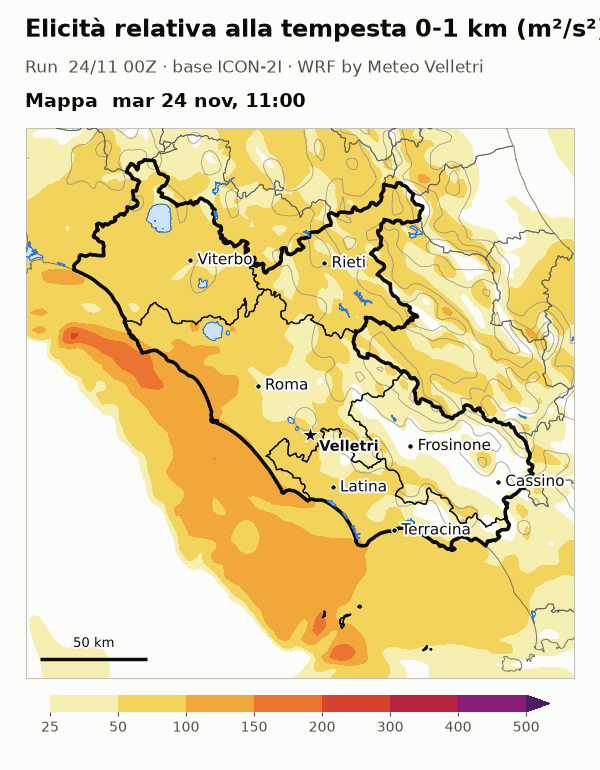 Elicità relativa alla tempesta 0-1 km (m²/s²)
Run  24/11 00Z · base ICON-2I · WRF by Meteo Velletri
Mappa  mar 24 nov, 11:00
Viterbo
Rieti
Roma
Velletri
Frosinone
Cassino
Latina
Terracina
50 km
25 50 100 150 200 300 400 500